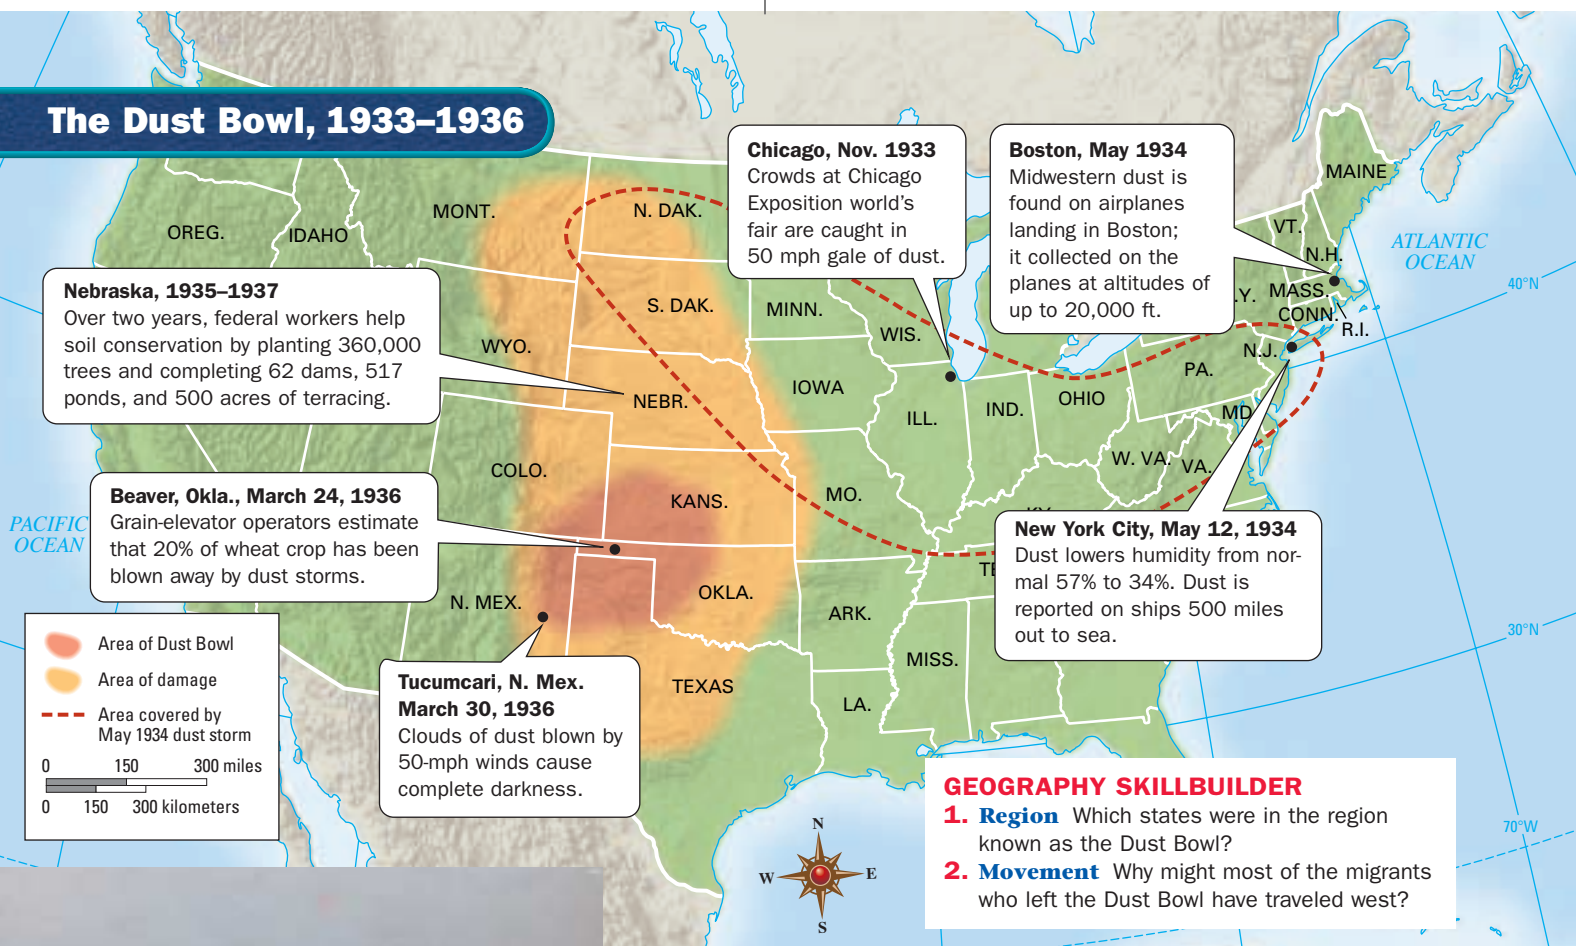 The Dust Bowl, 1933–1936
Chicago, Nov. 1933
Crowds at Chicago
Exposition world's
fair are caught in
50 mph gale of dust.
Boston, May 1934
Midwestern dust is
found on airplanes
landing in Boston;
it collected on the
planes at altitudes of
up to 20,000 ft.
Nebraska, 1935–1937
Over two years, federal workers help
soil conservation by planting 360,000
trees and completing 62 dams, 517
ponds, and 500 acres of terracing.
Beaver, Okla., March 24, 1936
Grain-elevator operators estimate
that 20% of wheat crop has been
blown away by dust storms.
Tucumcari, N. Mex.
March 30, 1936
Clouds of dust blown by
50-mph winds cause
complete darkness.
New York City, May 12, 1934
Dust lowers humidity from nor-
mal 57% to 34%. Dust is
reported on ships 500 miles
out to sea.
OREG.
IDAHO
MONT.
N. DAK.
S. DAK.
WYO.
NEBR.
COLO.
KANS.
N. MEX.
OKLA.
TEXAS
MINN.
IOWA
MO.
ARK.
LA.
MISS.
WIS.
ILL.
IND.
OHIO
W. VA.
VA.
MD.
PA.
N.J.
.Y.
CONN.
R.I.
MASS.
N.H.
VT.
MAINE
PACIFIC
OCEAN
ATLANTIC
OCEAN
40°N
30°N
70°W
Area of Dust Bowl
Area of damage
Area covered by
May 1934 dust storm
0 150 300 miles
0 150 300 kilometers
N
W E
S
GEOGRAPHY SKILLBUILDER
1. Region Which states were in the region
known as the Dust Bowl?
2. Movement Why might most of the migrants
who left the Dust Bowl have traveled west?